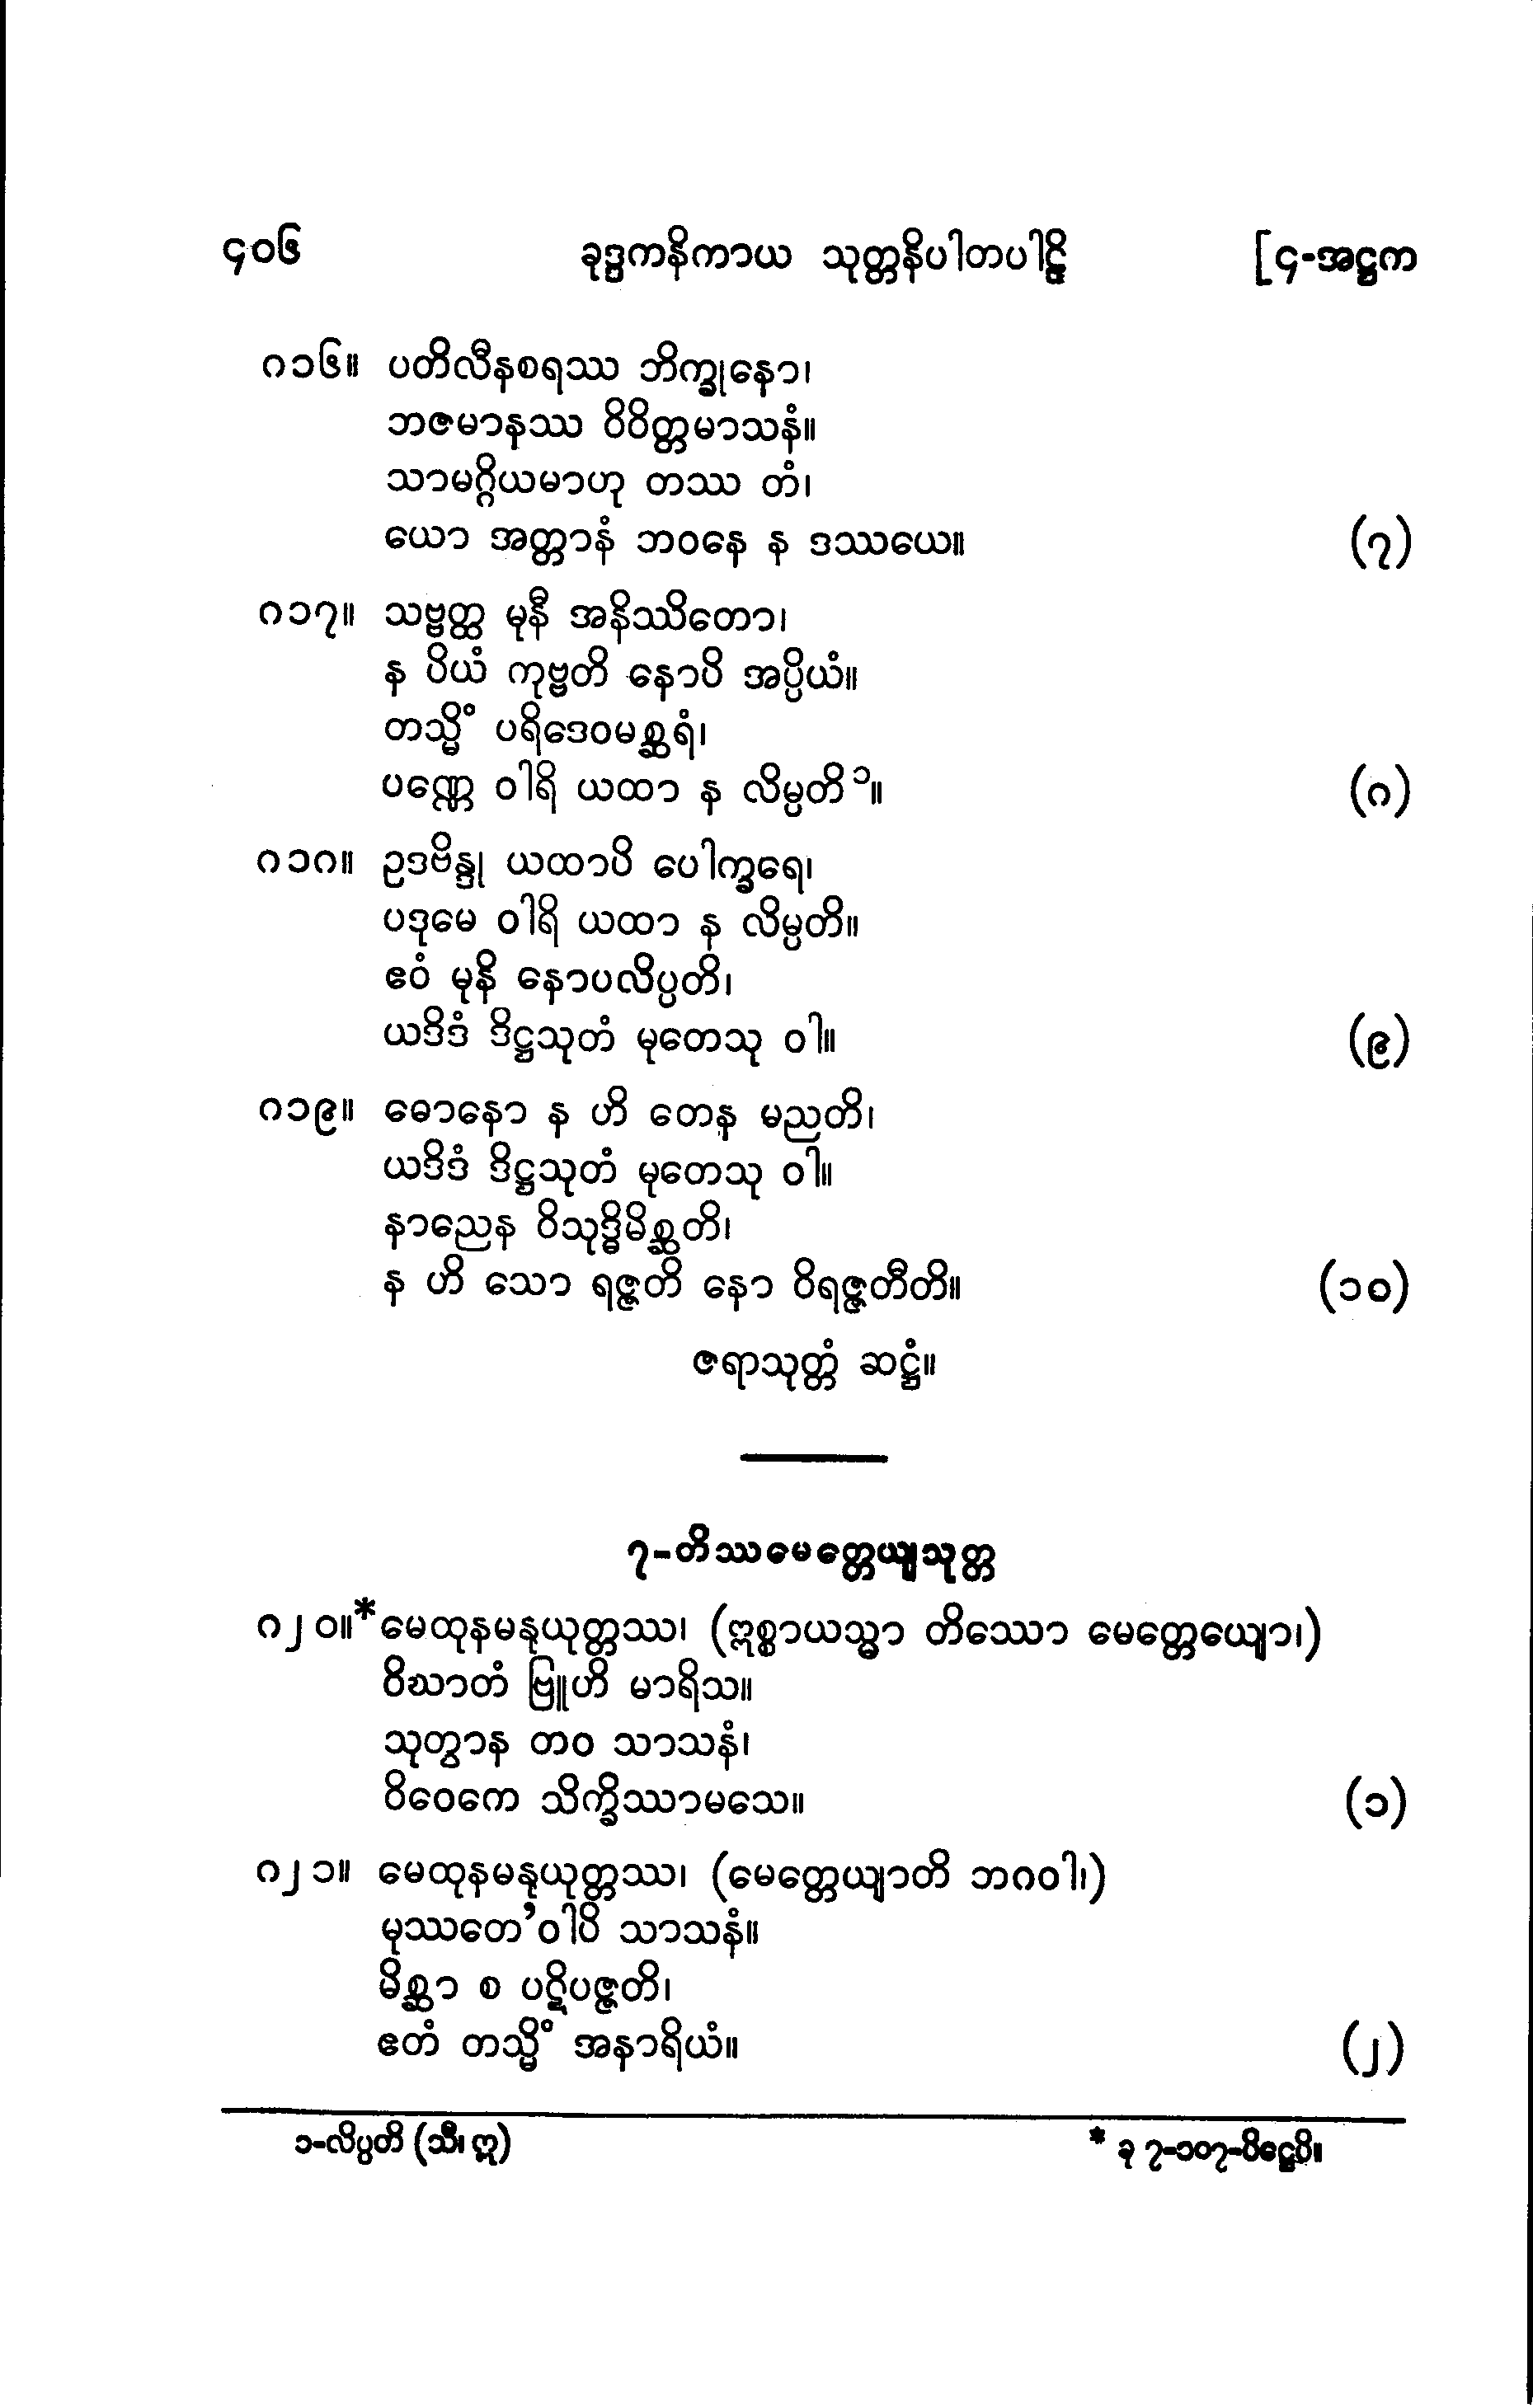 ၄၀၆ ခုဒ္ဒကနိကာယ သုတ္တနိပါတပါဠိ [၄-အဋ္ဌက
၈၁၆။ ပတိလီနစရဿ ဘိက္ခုနော၊
ဘဇမာနဿ ဝိဝိတ္တမာသနံ။
သာမဂ္ဂိယမာဟု တဿ တံ၊
ယော အတ္တာနံ ဘဝနေ န ဒဿယေ။ (၇)
၈၁၇။ သဗ္ဗတ္ထ မုနီ အနိဿိတော၊
န ပိယံ ကုဗ္ဗတိ နောပိ အပ္ပိယံ။
တသ္မိံ ပရိဒေဝမစ္ဆရံ၊
ပဏ္ဏေ ဝါရိ ယထာ န လိမ္ပတိ ၁။ (၈)
၈၁၈။ ဥဒဗိန္ဒု ယထာပိ ပေါက္ခရေ၊
ပဒုမေ ဝါရိ ယထာ န လိမ္ပတိ။
ဧဝံ မုနိ နောပလိပ္ပတိ၊
ယဒိဒံ ဒိဋ္ဌသုတံ မုတေသု ဝါ။ (၉)
၈၁၉။ ဓောနော န ဟိ တေန မညတိ၊
ယဒိဒံ ဒိဋ္ဌသုတံ မုတေသု ဝါ။
နာညေန ဝိသုဒ္ဓိမိစ္ဆတိ၊
န ဟိ သော ရဇ္ဇတိ နော ဝိရဇ္ဇတီတိ။ (၁၀)
ဇရာသုတ္တံ ဆဋ္ဌံ။
၇-တိဿမေတ္တေယျသုတ္တ
၈၂၀။*မေထုနမနုယုတ္တဿ၊ (ဣစ္စာယသ္မာ တိဿော မေတ္တေယျော၊)
ဝိဃာတံ ဗြူဟိ မာရိသ။
သုတွာန တဝ သာသနံ၊
ဝိဝေကေ သိက္ခိဿာမသေ။ (၁)
၈၂၁။ မေထုနမနုယုတ္တဿ၊ (မေတ္တေယျာတိ ဘဂဝါ၊)
မုဿတေ’ဝါပိ သာသနံ။
မိစ္ဆာ စ ပဋိပဇ္ဇတိ၊
ဧတံ တသ္မိံ အနာရိယံ။ (၂)
၁-လိပ္ပတိ (သီ၊ ဣ) * ခု ၇-၁၀၇-ပိဋ္ဌေပိ။